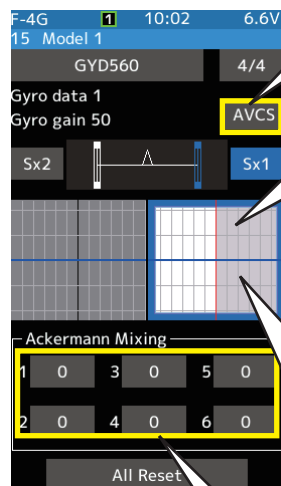 F-4G 1 10:02 6.6V
15 Model 1
GYD560 4/4
Gyro data 1
Gyro gain 50 AVCS
Sx2 Sx1
Ackermann Mixing
1 0 3 0 5 0
2 0 4 0 6 0
All Reset